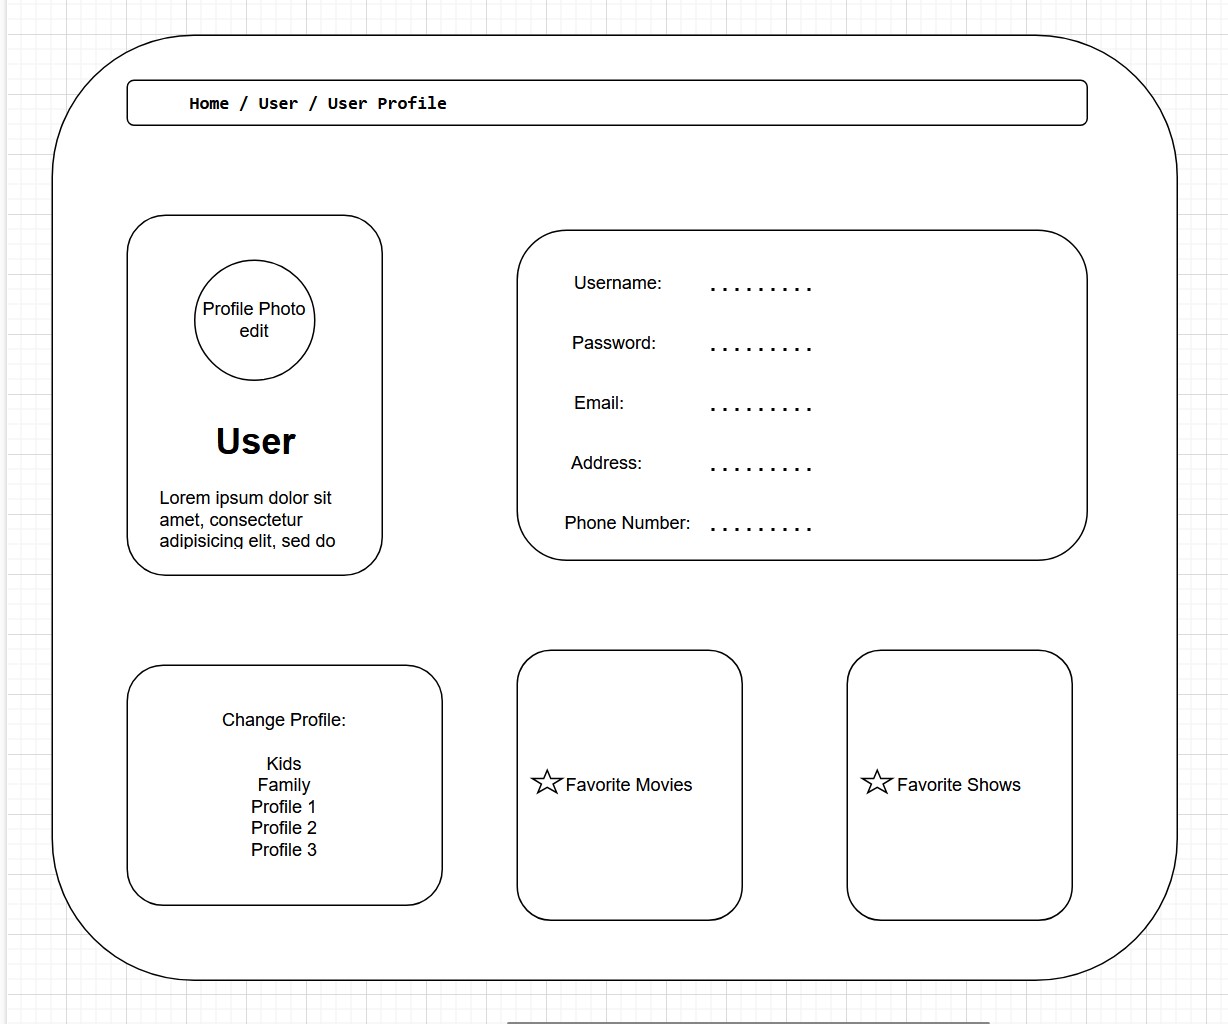 Home / User / User Profile
Profile Photo
edit
User
Lorem ipsum dolor sit
amet, consectetur
adipisicing elit, sed do
Username: .........
Password: .........
Email: .........
Address: .........
Phone Number: .........
Change Profile:
Kids
Family
Profile 1
Profile 2
Profile 3
Favorite Movies
Favorite Shows